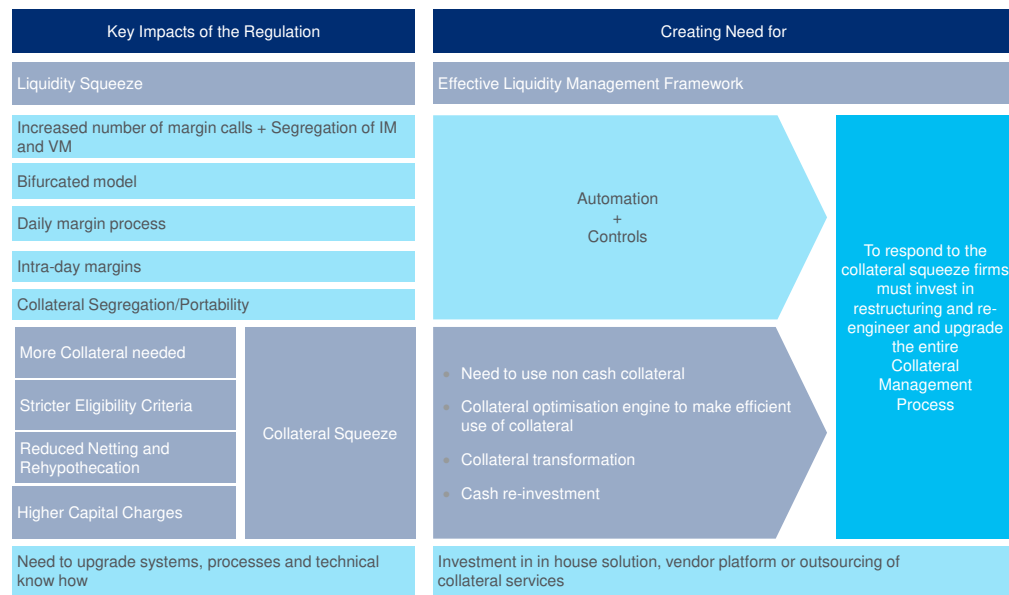 Key Impacts of the Regulation
Creating Need for
Liquidity Squeeze
Effective Liquidity Management Framework
Increased number of margin calls + Segregation of IM
and VM
Bifurcated model
Daily margin process
Intra-day margins
Collateral Segregation/Portability
Automation
+
Controls
More Collateral needed
Stricter Eligibility Criteria
Reduced Netting and
Rehypothecation
Higher Capital Charges
Collateral Squeeze
Need to use non cash collateral
Collateral optimisation engine to make efficient
use of collateral
Collateral transformation
Cash re-investment
To respond to the
collateral squeeze firms
must invest in
restructuring and re-
engineer and upgrade
the entire
Collateral
Management
Process
Need to upgrade systems, processes and technical
know how
Investment in in house solution, vendor platform or outsourcing of
collateral services